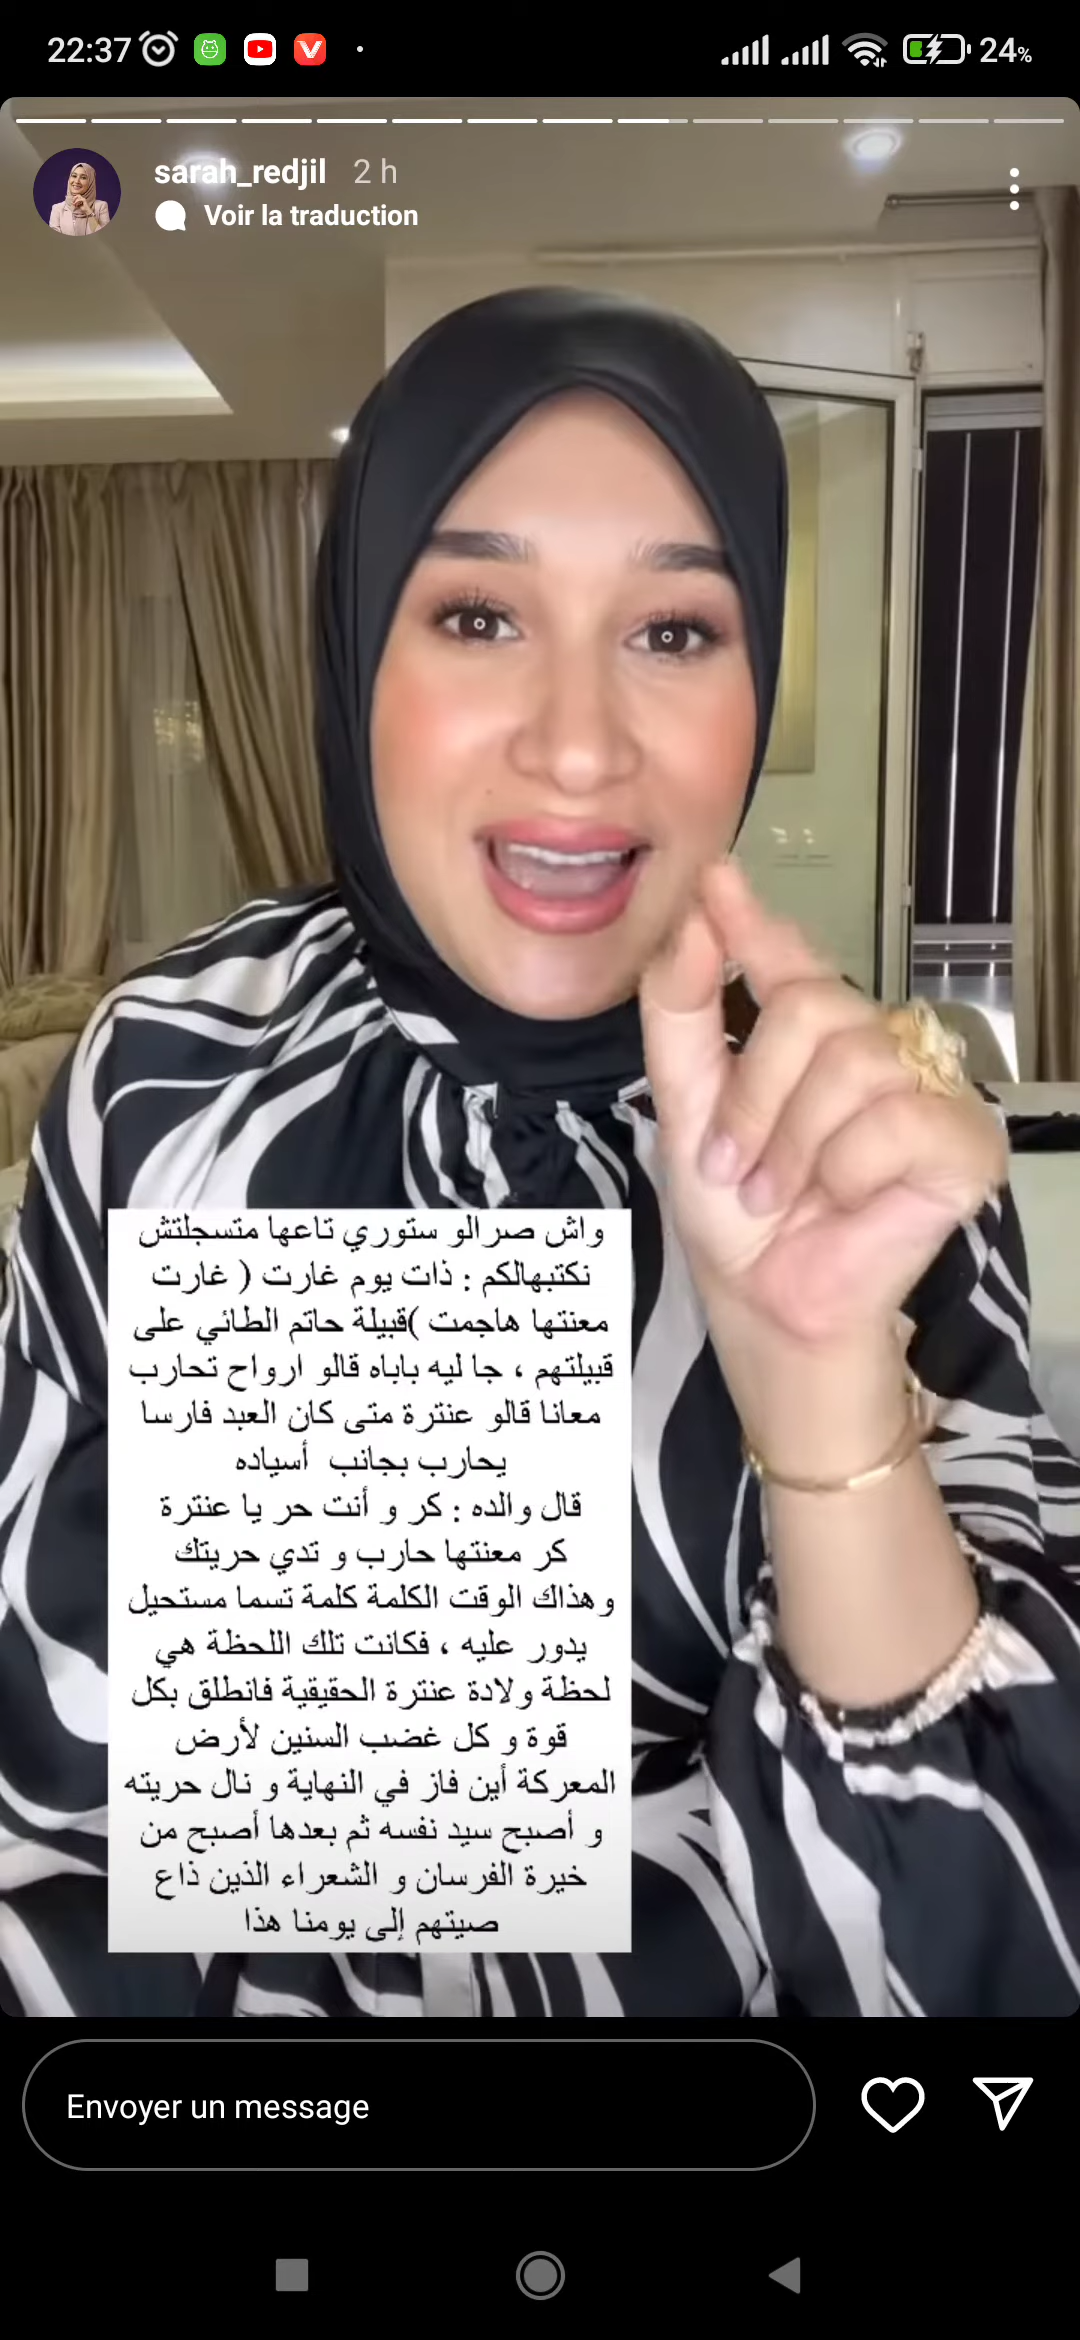 22:37
24%
sarah_redjil 2 h
Voir la traduction
واش صرالو ستوري تاعها متسجلتش
نكتبهالكم : ذات يوم غارت ( غارت
معنتها هاجمت )قبيلة حاتم الطائي على
قبيلتهم ، جا ليه باباه قالو ارواح تحارب
معانا قالو عنترة متى كان العبد فارسا
يحارب بجانب أسياده
قال والده : كر و أنت حر يا عنترة
كر معنتها حارب و تدي حريتك
وهذاك الوقت الكلمة كلمة تسما مستحيل
يدور عليه ، فكانت تلك اللحظة هي
لحظة ولادة عنترة الحقيقية فانطلق بكل
قوة و كل غضب السنين لأرض
المعركة أين فاز في النهاية و نال حريته
و أصبح سيد نفسه ثم بعدها أصبح من
خيرة الفرسان و الشعراء الذين ذاع
صيتهم إلى يومنا هذا
Envoyer un message